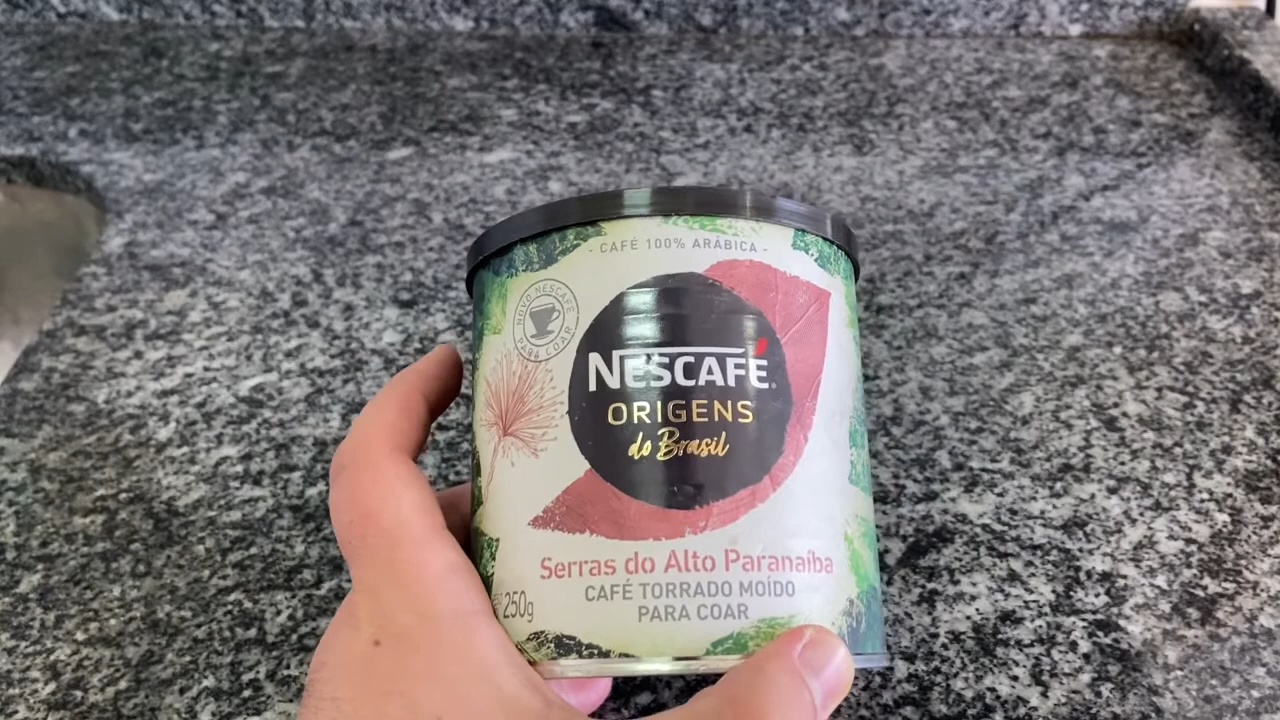 - CAFÉ 100% ARÁBICA -
NOVO NESCAFÉ
PARA COAR
NESCAFÉ
ORIGENS
do Brasil
Serras do Alto Paranaíba
CAFÉ TORRADO MOÍDO
PARA COAR
250g